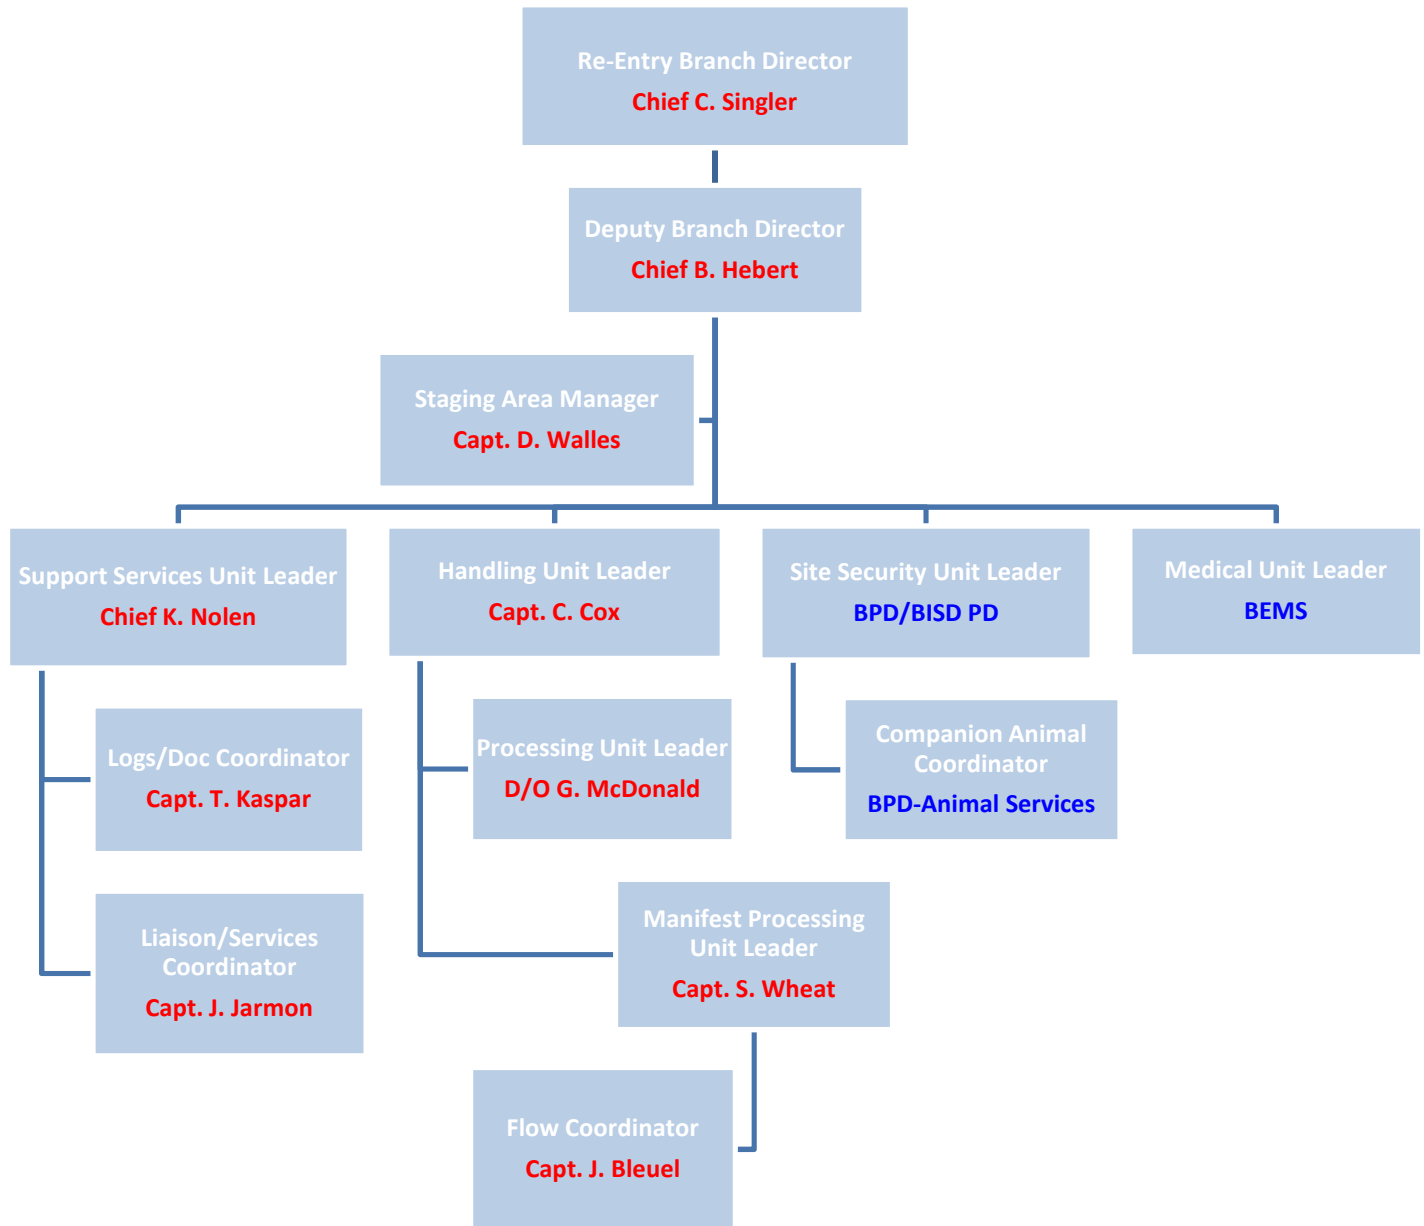 Re-Entry Branch Director
Chief C. Singler
Deputy Branch Director
Chief B. Hebert
Staging Area Manager
Capt. D. Walles
Support Services Unit Leader
Chief K. Nolen
Handling Unit Leader
Capt. C. Cox
Site Security Unit Leader
BPD/BISD PD
Medical Unit Leader
BEMS
Logs/Doc Coordinator
Capt. T. Kaspar
Processing Unit Leader
D/O G. McDonald
Companion Animal
Coordinator
BPD-Animal Services
Liaison/Services
Coordinator
Capt. J. Jarmon
Manifest Processing
Unit Leader
Capt. S. Wheat
Flow Coordinator
Capt. J. Bleuel